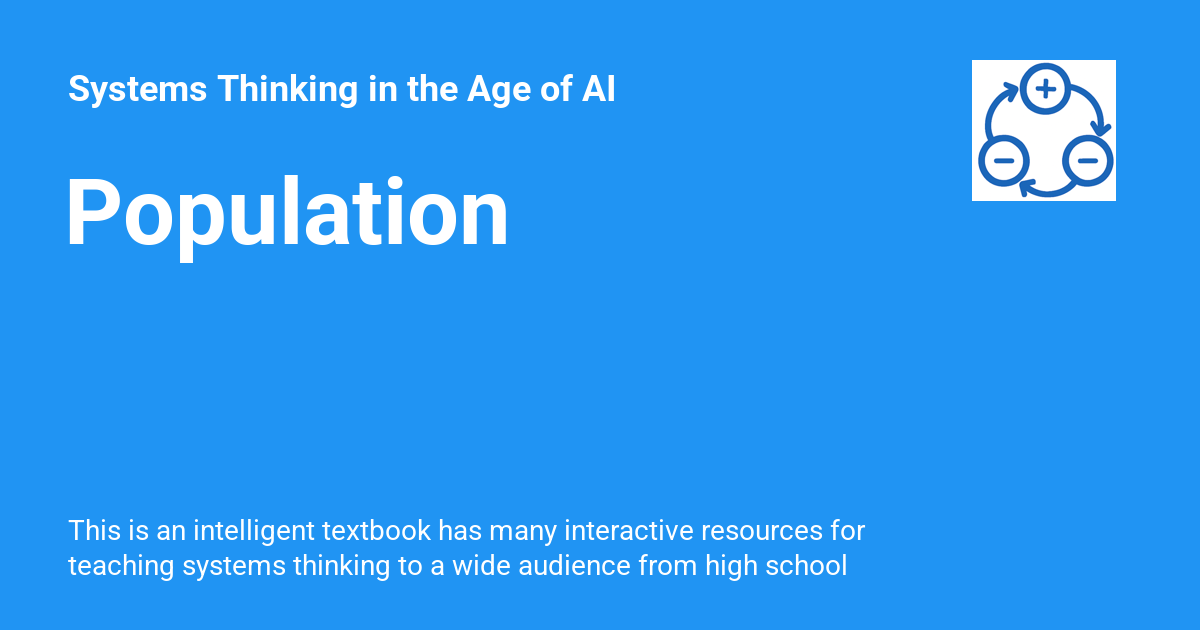 Systems Thinking in the Age of AI
Population
This is an intelligent textbook has many interactive resources for
teaching systems thinking to a wide audience from high school